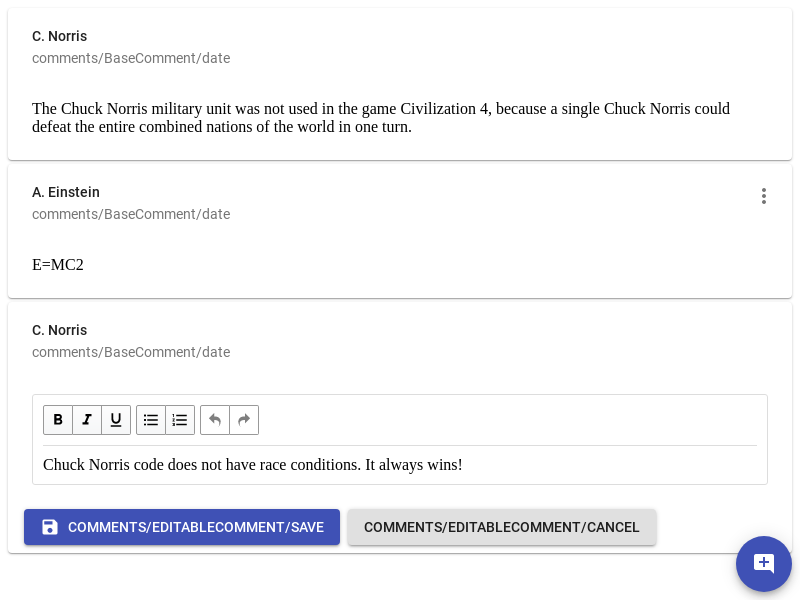 C. Norris
comments/BaseComment/date
The Chuck Norris military unit was not used in the game Civilization 4, because a single Chuck Norris could
defeat the entire combined nations of the world in one turn.
A. Einstein
comments/BaseComment/date
E=MC2
C. Norris
comments/BaseComment/date
B I U
Chuck Norris code does not have race conditions. It always wins!
COMMENTS/EDITABLECOMMENT/SAVE COMMENTS/EDITABLECOMMENT/CANCEL